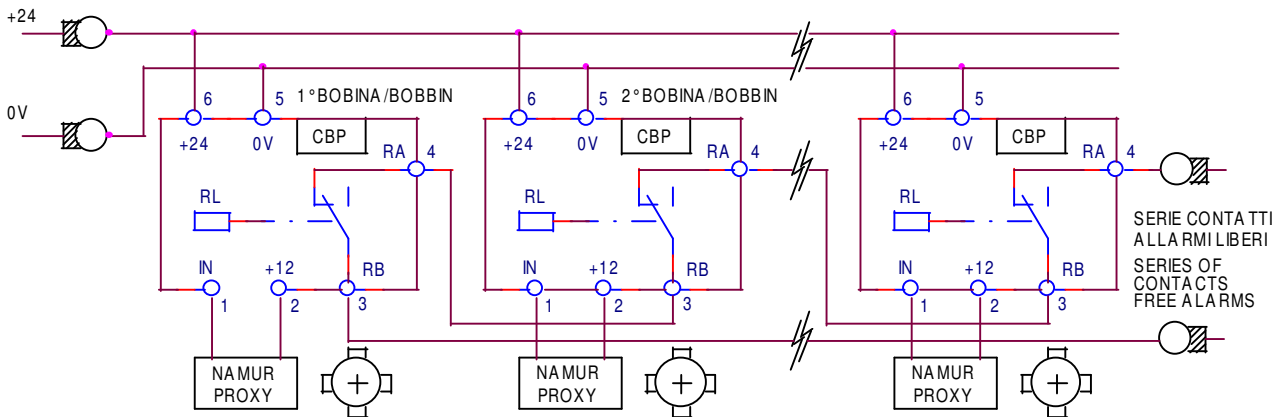 +24
0V
6 5 1°BOBINA/BOBBIN
+24 0V CBP
RA 4
RL
IN +12 RB
1 2 3
NAMUR
PROXY
6 5 2°BOBINA/BOBBIN
+24 0V CBP
RA 4
RL
IN +12 RB
1 2 3
NAMUR
PROXY
6 5
+24 0V CBP
RA 4
RL
IN +12 RB
1 2 3
NAMUR
PROXY
SERIE CONTATTI
ALLARMI LIBERI
SERIES OF
CONTACTS
FREE ALARMS